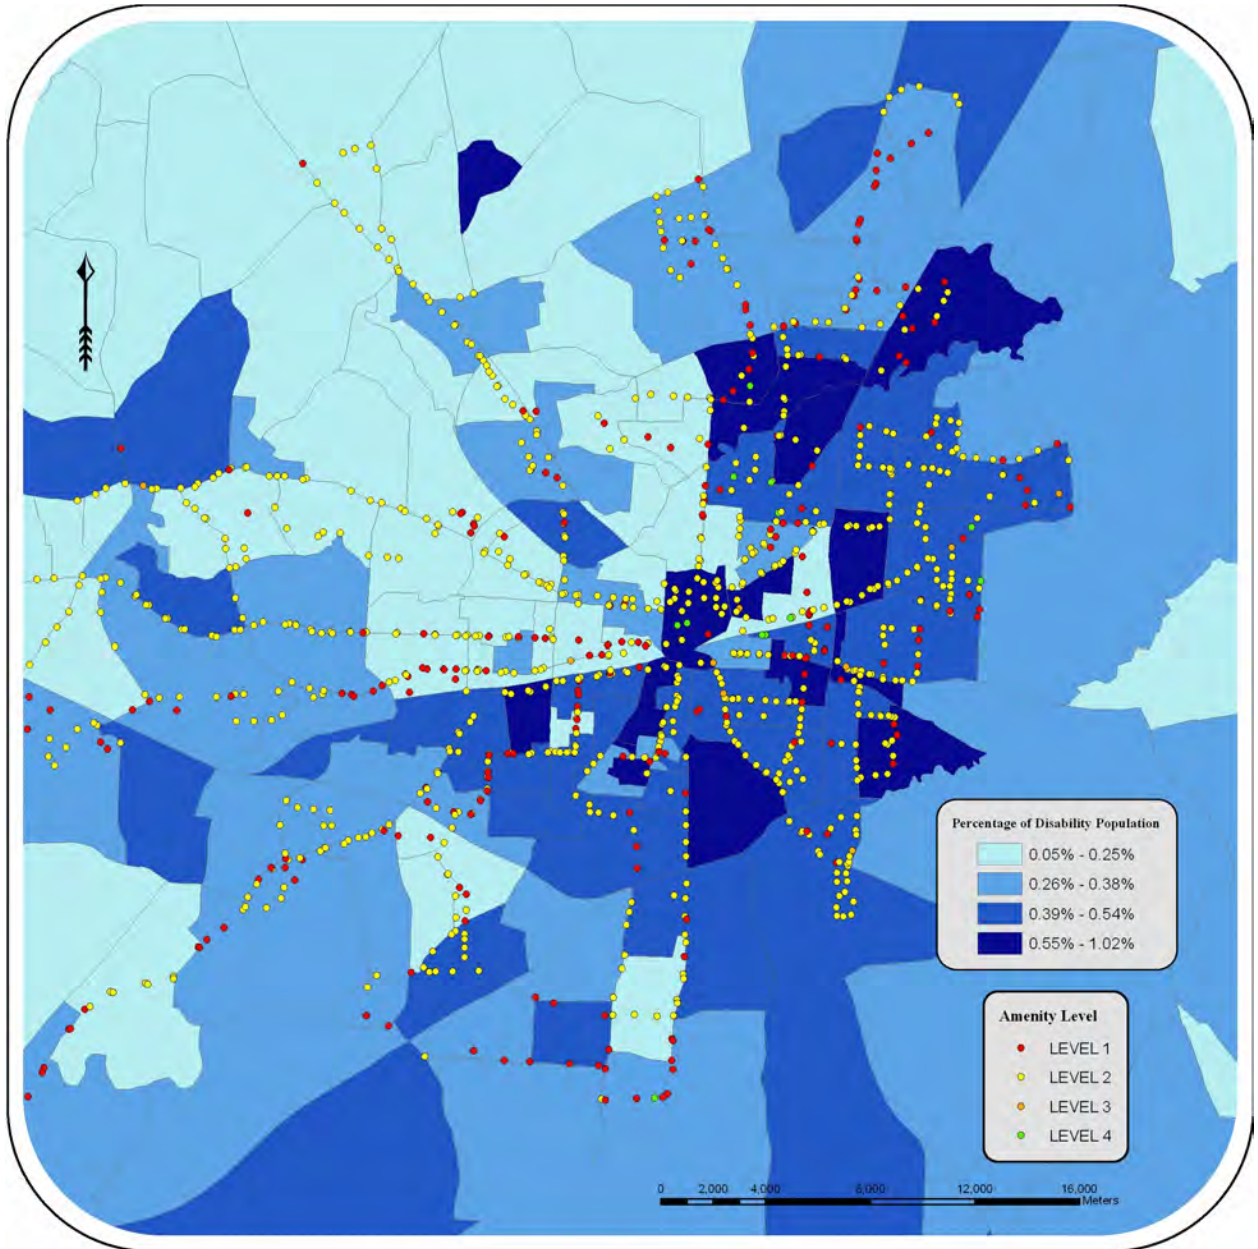 Percentage of Disability Population
0.05% - 0.25%
0.26% - 0.38%
0.39% - 0.54%
0.55% - 1.02%
Amenity Level
LEVEL 1
LEVEL 2
LEVEL 3
LEVEL 4
0 2,000 4,000 8,000 12,000 16,000
Meters